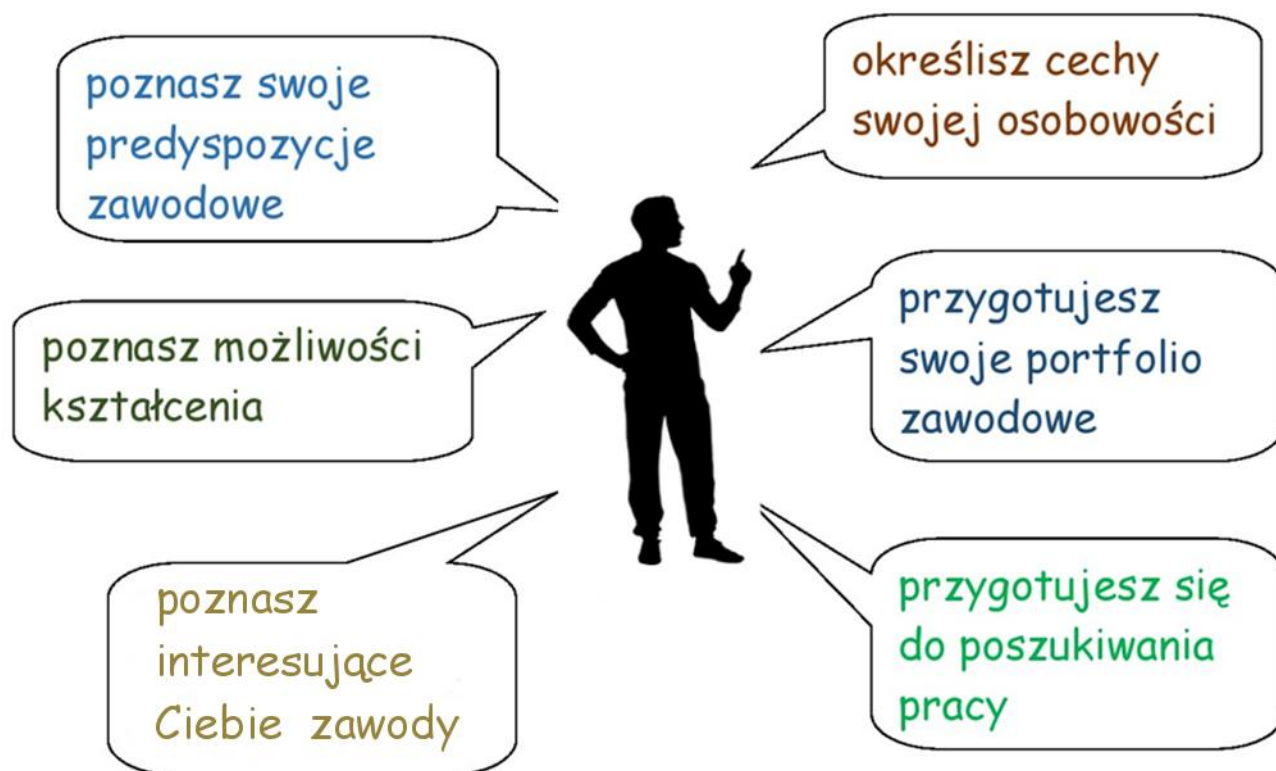 poznasz swoje
predyspozycje
zawodowe
określisz cechy
swojej osobowości
poznasz możliwości
kształcenia
przygotujesz
swoje portfolio
zawodowe
poznasz
interesujące
Ciebie zawody
przygotujesz się
do poszukiwania
pracy